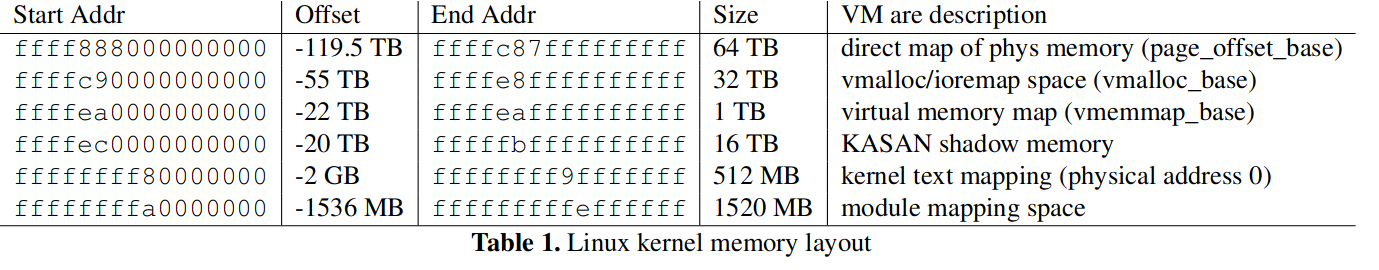 Start Addr Offset End Addr Size VM are description
ffff888000000000 -119.5 TB ffffc87fffffffff 64 TB direct map of phys memory (page_offset_base)
ffffc90000000000 -55 TB ffffe8ffffffffff 32 TB vmalloc/ioremap space (vmalloc_base)
ffffea0000000000 -22 TB ffffeaffffffffff 1 TB virtual memory map (vmemmap_base)
ffffec0000000000 -20 TB fffffbffffffffff 16 TB KASAN shadow memory
ffffffff80000000 -2 GB ffffffff9fffffff 512 MB kernel text mapping (physical address 0)
ffffffffa0000000 -1536 MB fffffffffeffffff 1520 MB module mapping space
Table 1. Linux kernel memory layout